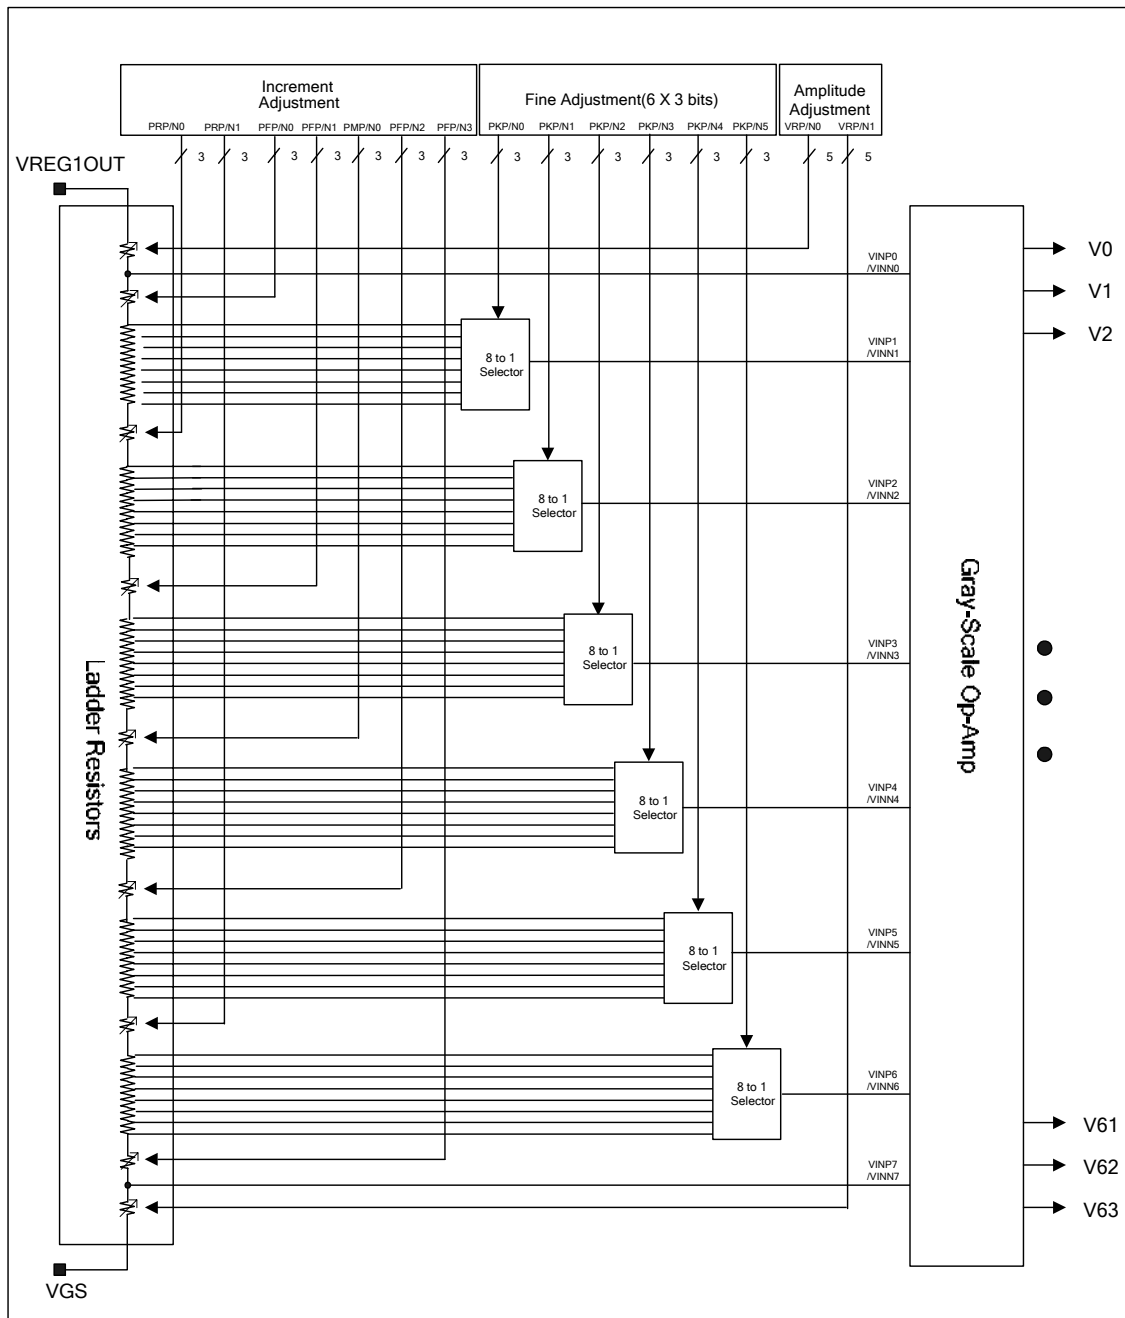 Increment
Adjustment
Fine Adjustment(6 X 3 bits)
Amplitude
Adjustment
PRP/N0 PRP/N1 PFP/N0 PFP/N1 PMP/N0 PFP/N2 PFP/N3 PKP/N0 PKP/N1 PKP/N2 PKP/N3 PKP/N4 PKP/N5 VRP/N0 VRP/N1
3 3 3 3 3 3 3 3 3 3 3 3 3 5 5
VREG1OUT
V0
VINP0
/VINN0
V1
V2
8 to 1
Selector
VINP1
/VINN1
8 to 1
Selector
VINP2
/VINN2
8 to 1
Selector
VINP3
/VINN3
Ladder Resistors
Gray-Scale Op-Amp
8 to 1
Selector
VINP4
/VINN4
8 to 1
Selector
VINP5
/VINN5
8 to 1
Selector
VINP6
/VINN6
V61
VINP7
/VINN7
V62
V63
VGS